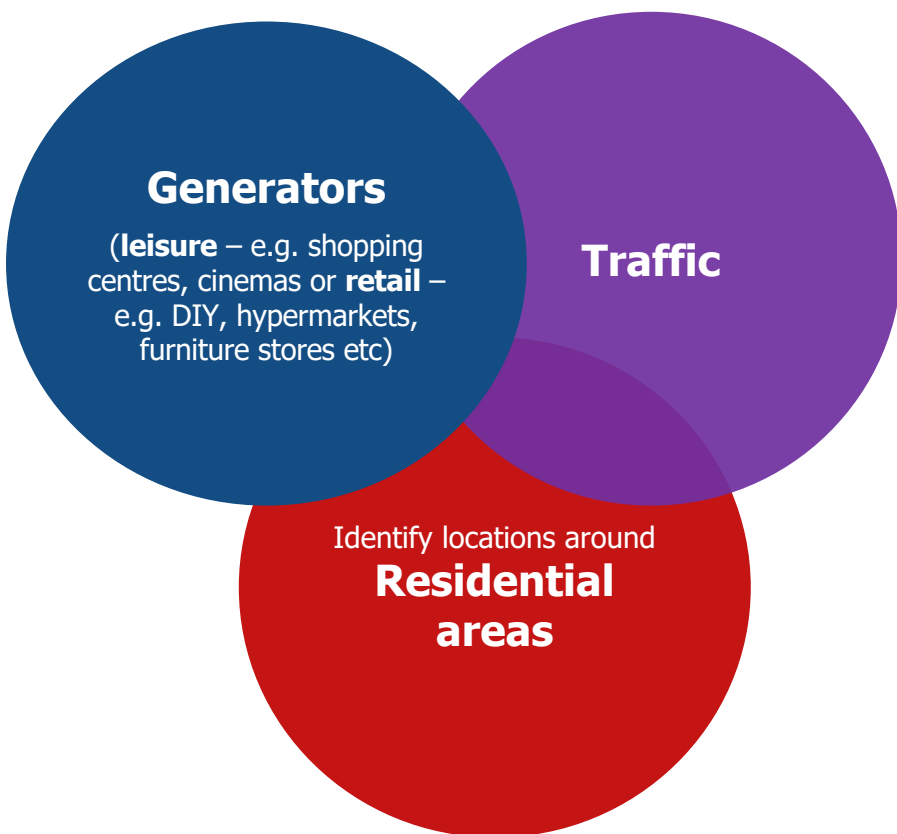 Generators
(leisure – e.g. shopping
centres, cinemas or retail –
e.g. DIY, hypermarkets,
furniture stores etc)
Traffic
Identify locations around
Residential
areas